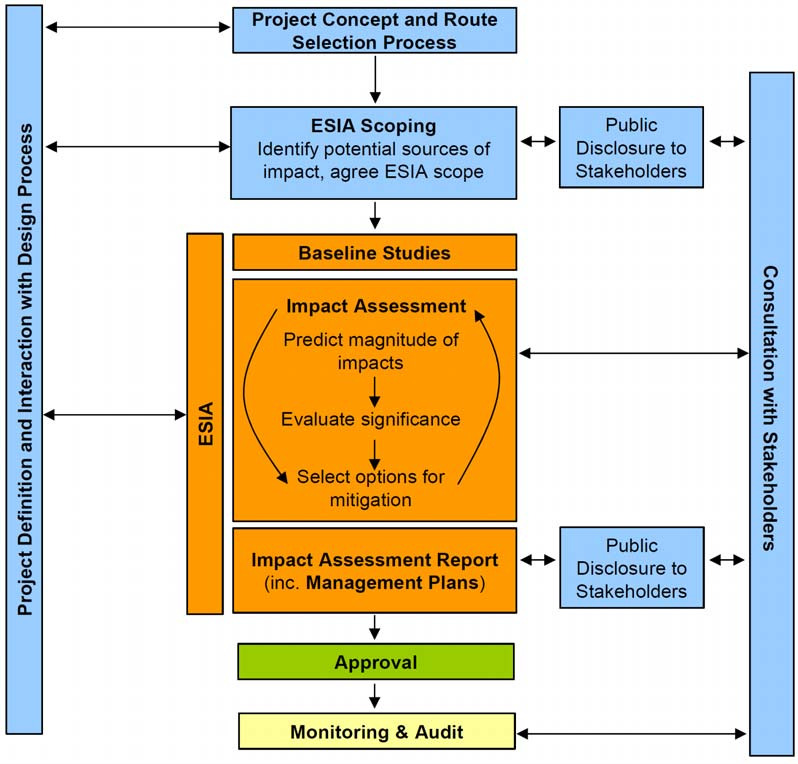 Project Concept and Route
Selection Process
ESIA Scoping
Identify potential sources of
impact, agree ESIA scope
Public
Disclosure to
Stakeholders
Project Definition and Interaction with Design Process
Consultation with Stakeholders
ESIA
Baseline Studies
Impact Assessment
Predict magnitude of
impacts
Evaluate significance
Select options for
mitigation
Impact Assessment Report
(inc. Management Plans)
Public
Disclosure to
Stakeholders
Approval
Monitoring & Audit